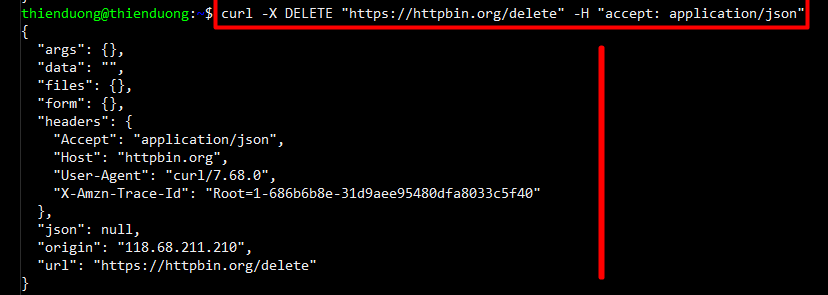 thienduong@thienduong:~$ curl -X DELETE "https://httpbin.org/delete" -H "accept: application/json"
{
  "args": {},
  "data": "",
  "files": {},
  "form": {},
  "headers": {
    "Accept": "application/json",
    "Host": "httpbin.org",
    "User-Agent": "curl/7.68.0",
    "X-Amzn-Trace-Id": "Root=1-686b6b8e-31d9aee95480dfa8033c5f40"
  },
  "json": null,
  "origin": "118.68.211.210",
  "url": "https://httpbin.org/delete"
}